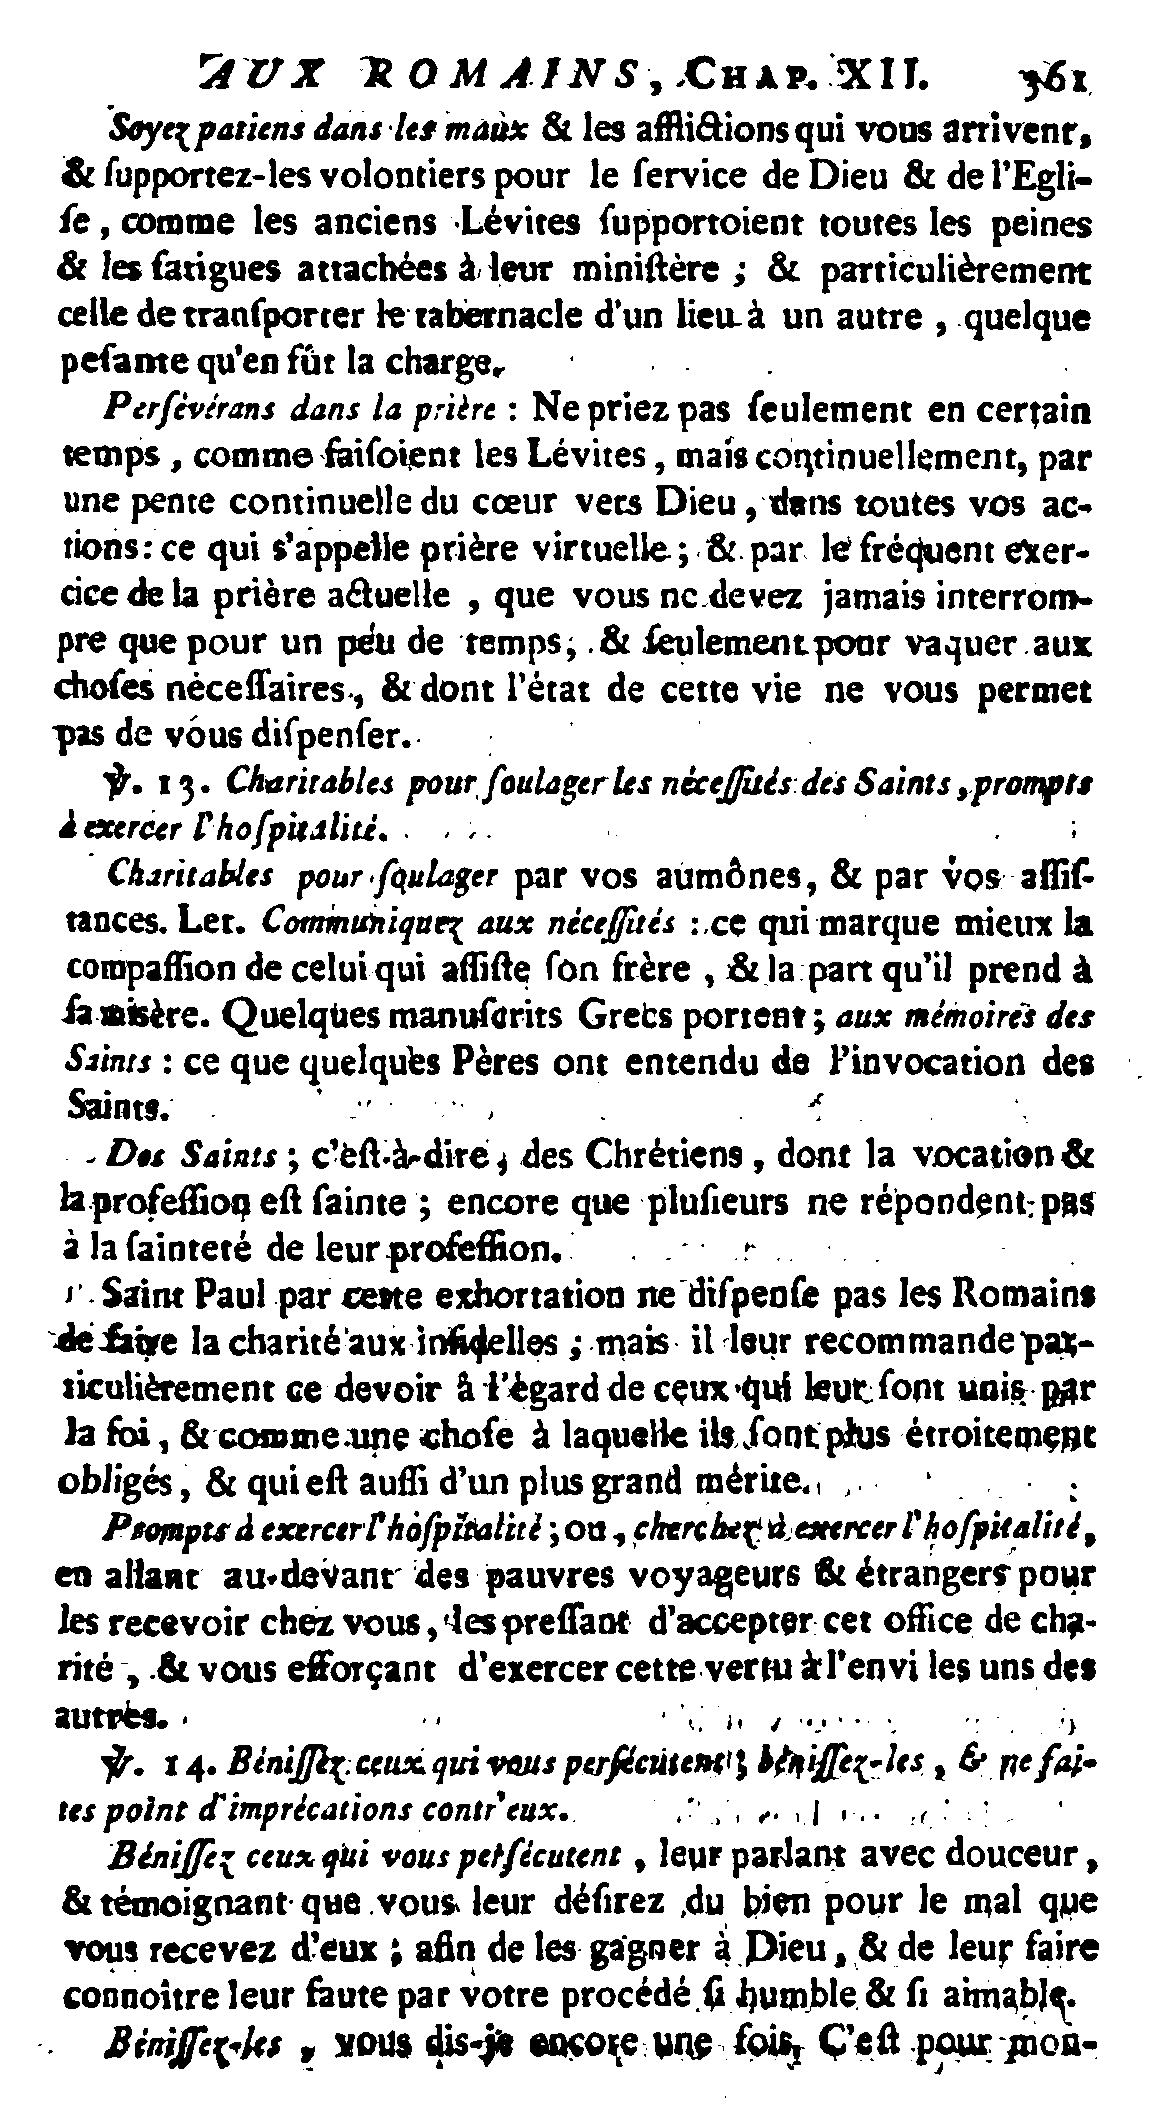 AUX ROMAINS, CHAP. XII. 361
Soyez patiens dans les maux & les afflictions qui vous arrivent,
& ſupportez-les volontiers pour le ſervice de Dieu & de l'Egli-
ſe, comme les anciens Lévites ſupportoient toutes les peines
& les fatigues attachées à leur miniſtère ; & particulièrement
celle de tranſporter le tabernacle d'un lieu à un autre, quelque
peſante qu'en fût la charge.
Perſévérans dans la prière : Ne priez pas ſeulement en certain
temps, comme faiſoient les Lévites, mais continuellement, par
une pente continuelle du cœur vers Dieu, dans toutes vos ac-
tions: ce qui s'appelle prière virtuelle ; & par le fréquent exer-
cice de la prière actuelle, que vous ne devez jamais interrom-
pre que pour un peu de temps, & ſeulement pour vaquer aux
choſes néceſſaires, & dont l'état de cette vie ne vous permet
pas de vous diſpenſer.
℣. 13. Charitables pour ſoulager les néceſſités des Saints, prompts
à exercer l'hoſpitalité.
Charitables pour ſoulager par vos aumônes, & par vos aſſiſ-
tances. Let. Communiquez aux néceſſités : ce qui marque mieux la
compaſſion de celui qui aſſiſte ſon frère, & la part qu'il prend à
ſa misère. Quelques manuſcrits Grecs portent ; aux mémoires des
Saints : ce que quelques Pères ont entendu de l'invocation des
Saints.
Des Saints ; c'eſt-à-dire, des Chrétiens, dont la vocation &
la profeſſion eſt ſainte ; encore que pluſieurs ne répondent pas
à la ſainteté de leur profeſſion.
Saint Paul par cette exhortation ne diſpenſe pas les Romains
de faire la charité aux infidelles ; mais il leur recommande par-
ticulièrement ce devoir à l'égard de ceux qui leur ſont unis par
la foi, & comme une choſe à laquelle ils ſont plus étroitement
obligés, & qui eſt auſſi d'un plus grand mérite.
Prompts à exercer l'hoſpitalité ; ou, cherchez à exercer l'hoſpitalité,
en allant au-devant des pauvres voyageurs & étrangers pour
les recevoir chez vous, les preſſant d'accepter cet office de cha-
rité, & vous efforçant d'exercer cette vertu à l'envi les uns des
autres.
℣. 14. Béniſſez ceux qui vous perſécutent ; béniſſez-les, & ne fai-
tes point d'imprécations contr'eux.
Béniſſez ceux qui vous perſécutent, leur parlant avec douceur,
& témoignant que vous leur déſirez du bien pour le mal que
vous recevez d'eux ; afin de les gagner à Dieu, & de leur faire
connoître leur faute par votre procédé ſi humble & ſi aimable.
Béniſſez-les, vous dis-je encore une fois. C'eſt pour mon-